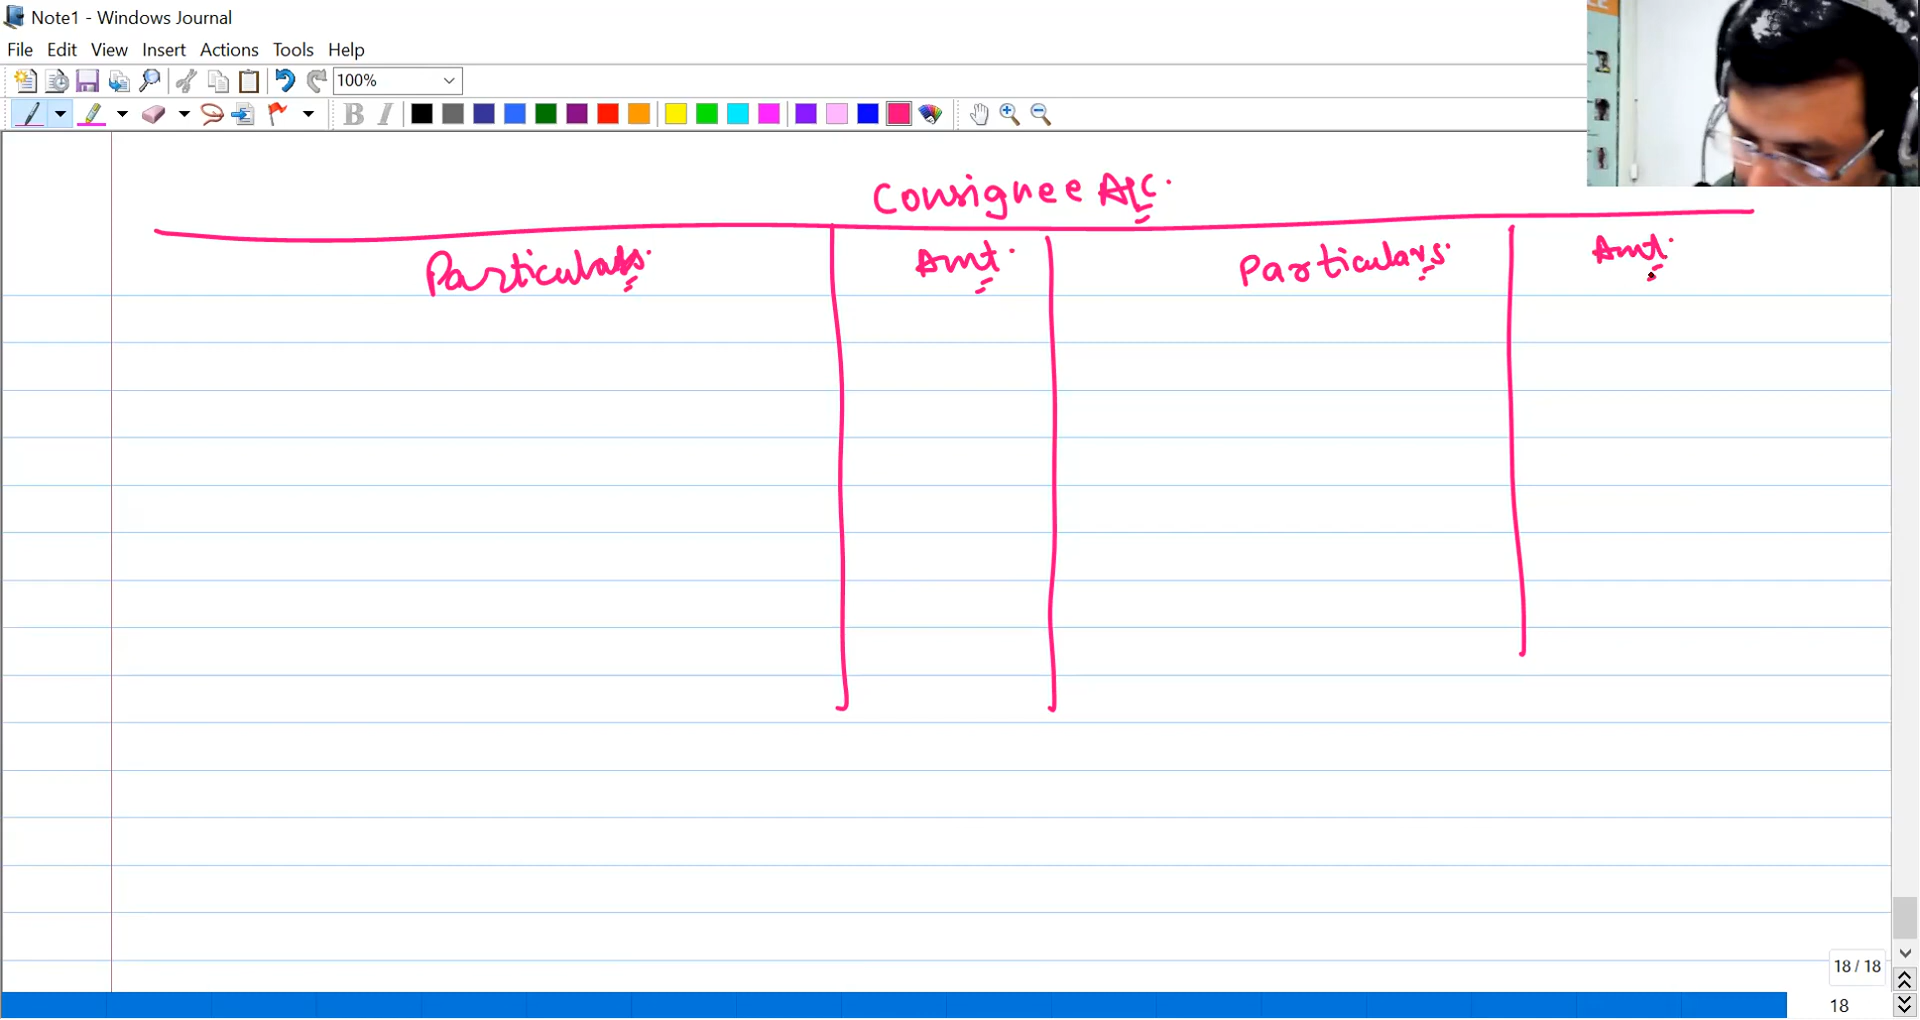 Note1 - Windows Journal
File Edit View Insert Actions Tools Help
100%
B I
Consignee A/c.
Particulars. Amt. Particulars. Amt.
18 / 18
18